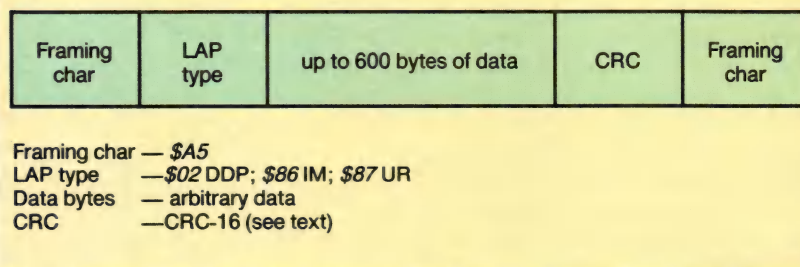 Framing char
LAP type
up to 600 bytes of data
CRC
Framing char
Framing char — $A5
LAP type —$02 DDP; $86 IM; $87 UR
Data bytes — arbitrary data
CRC —CRC-16 (see text)